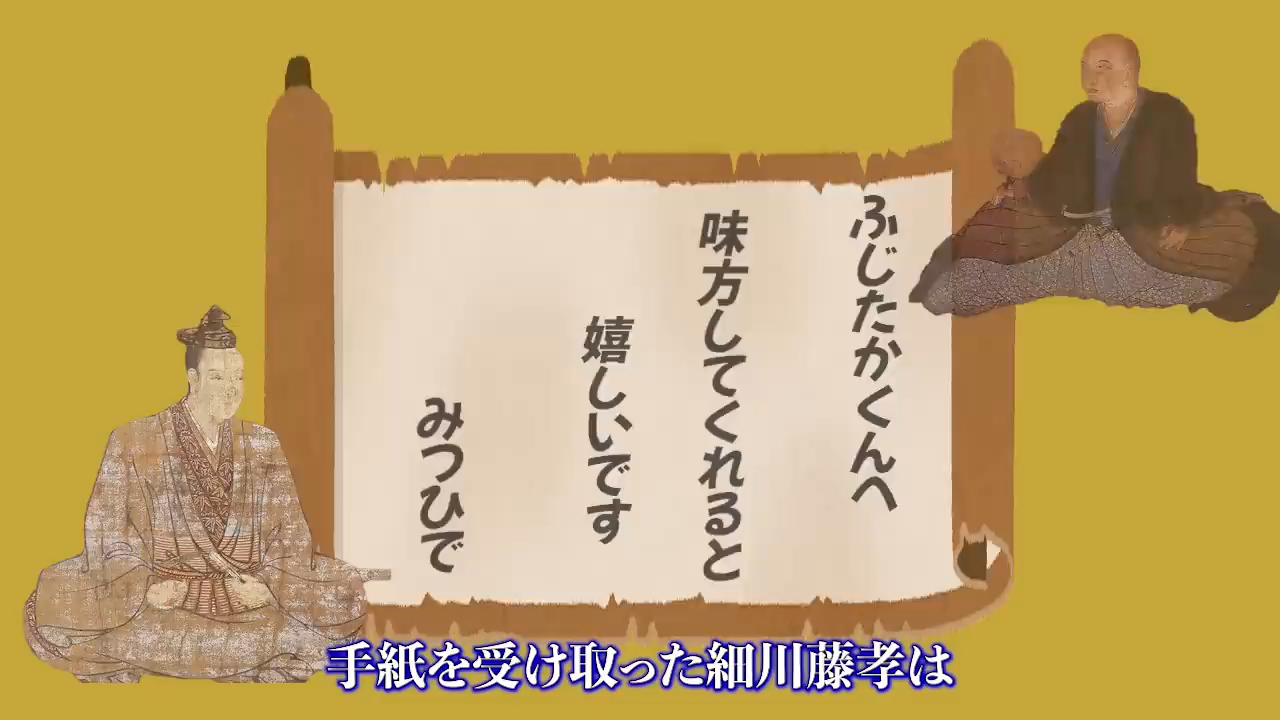 ふじたかくんへ
味方してくれると
嬉しいです
みつひで
手紙を受け取った細川藤孝は